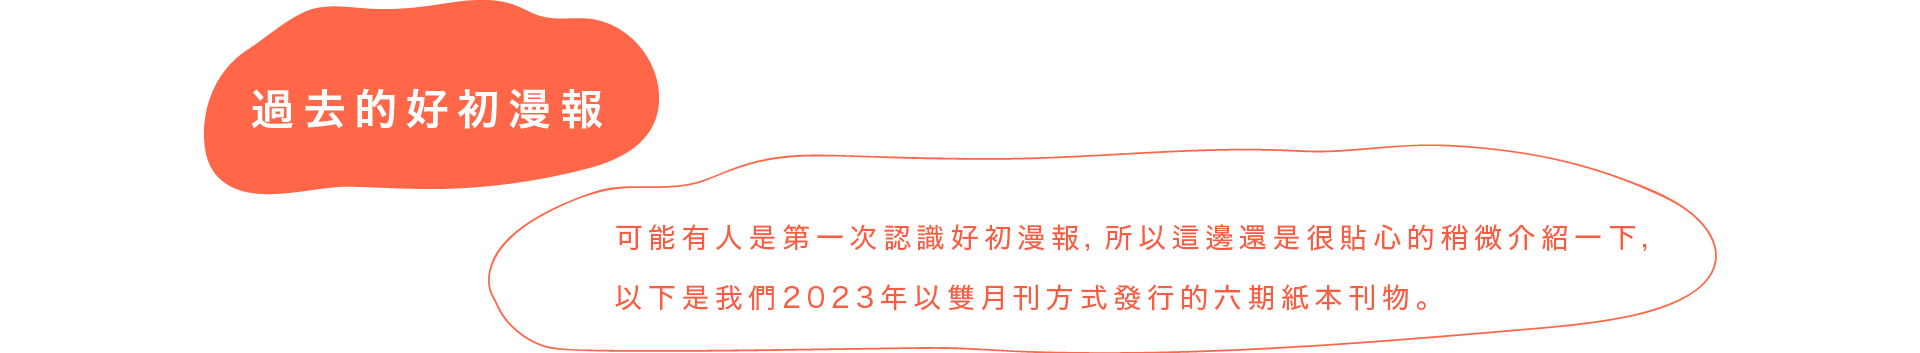 過去的好初漫報
可能有人是第一次認識好初漫報, 所以這邊還是很貼心的稍微介紹一下,
以下是我們2023年以雙月刊方式發行的六期紙本刊物。